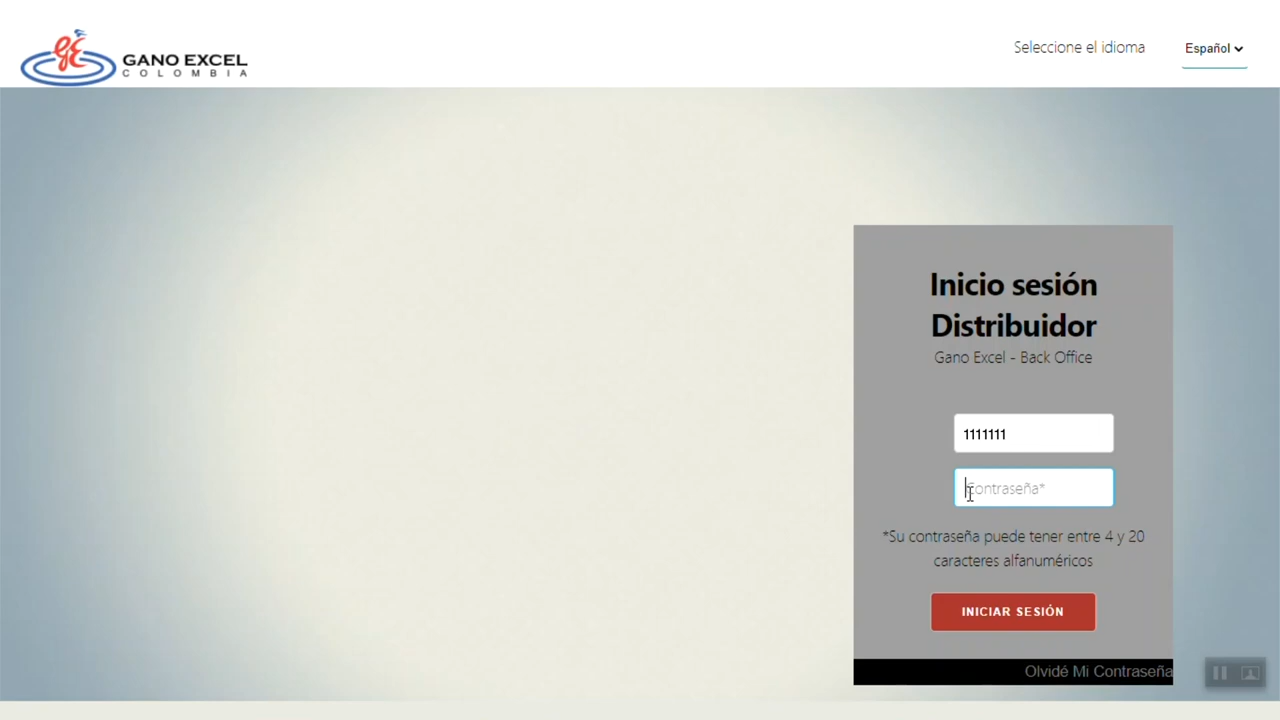 GANO EXCEL
COLOMBIA
Seleccione el idioma
Español
Inicio sesión
Distribuidor
Gano Excel - Back Office
1111111
Contraseña*
*Su contraseña puede tener entre 4 y 20
caracteres alfanuméricos
INICIAR SESIÓN
Olvidé Mi Contraseña